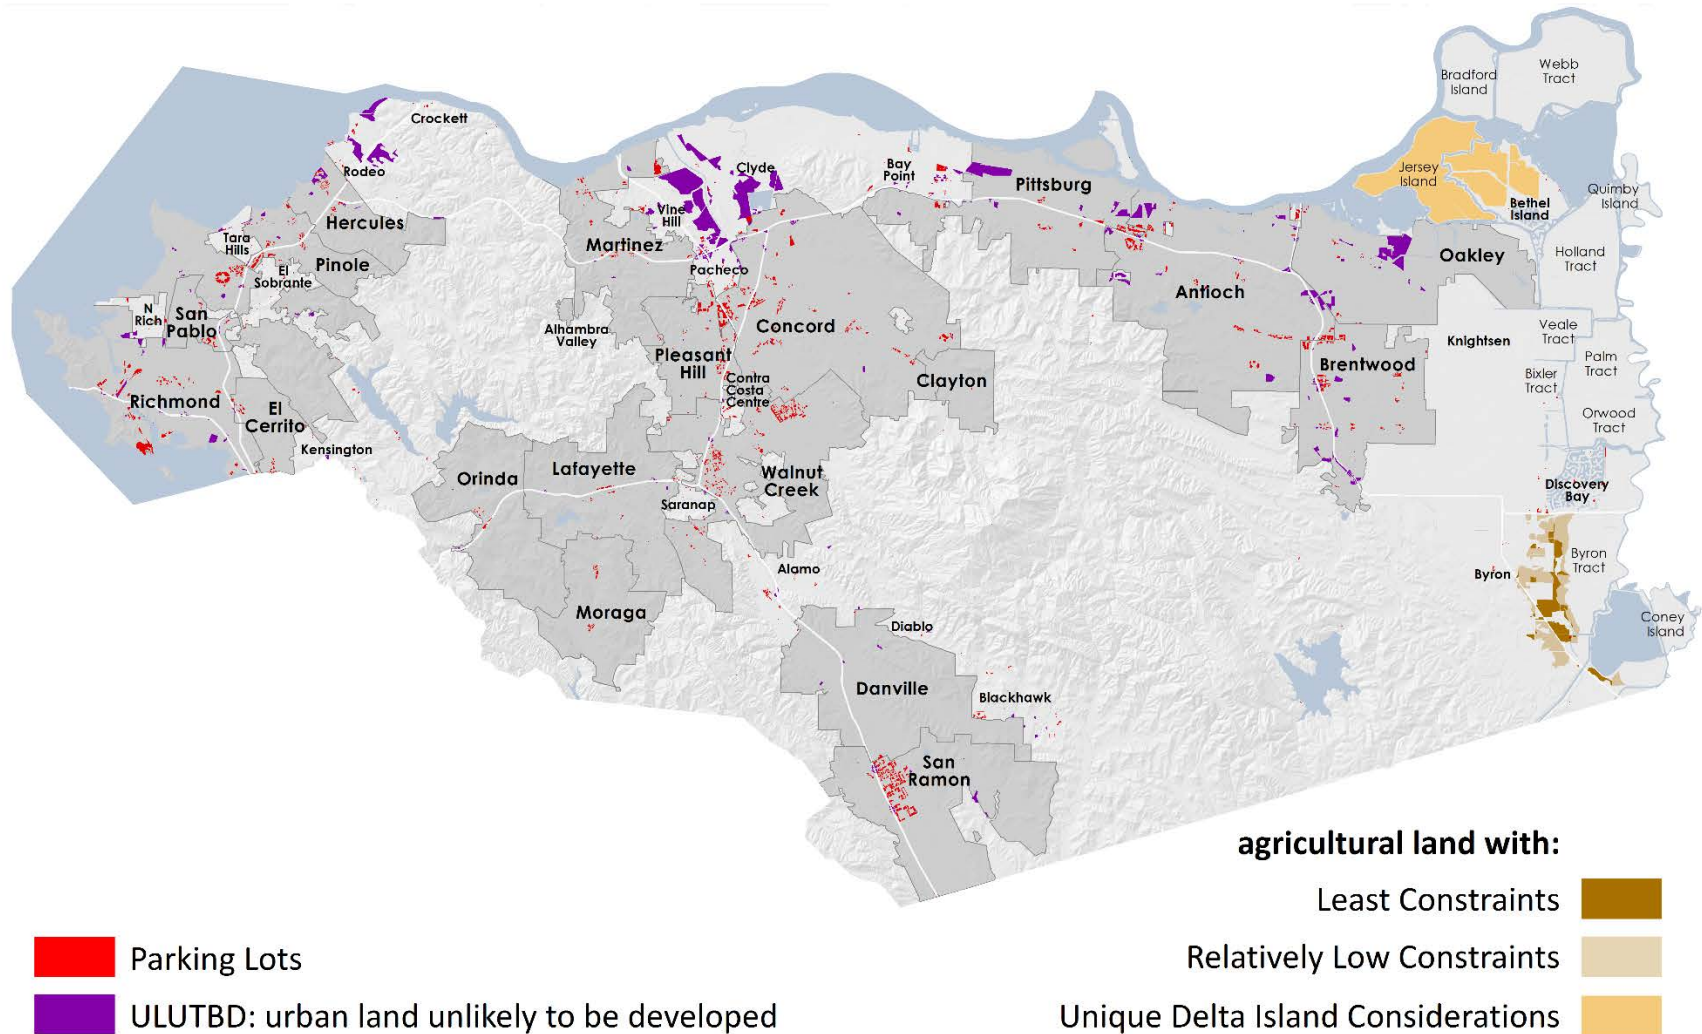 Webb
Tract
Bradford
Island
Crockett
Rodeo
Clyde
Bay
Point
Pittsburg
Jersey
Island
Quimby
Island
Bethel
Island
Vine
Hill
Hercules
Tara
Hills
Martinez
Pinole
El
Sobrante
Pacheco
Oakley
Holland
Tract
Antioch
N
Rich
San
Pablo
Alhambra
Valley
Concord
Veale
Tract
Knightsen
Palm
Tract
Pleasant
Hill
Brentwood
Bixler
Tract
Clayton
Contra
Costa
Centre
Richmond
El
Cerrito
Orwood
Tract
Kensington
Orinda
Lafayette
Walnut
Creek
Saranap
Discovery
Bay
Byron
Tract
Alamo
Byron
Moraga
Diablo
Coney
Island
Danville
Blackhawk
San
Ramon
agricultural land with:
Least Constraints
Parking Lots
Relatively Low Constraints
ULUTBD: urban land unlikely to be developed
Unique Delta Island Considerations